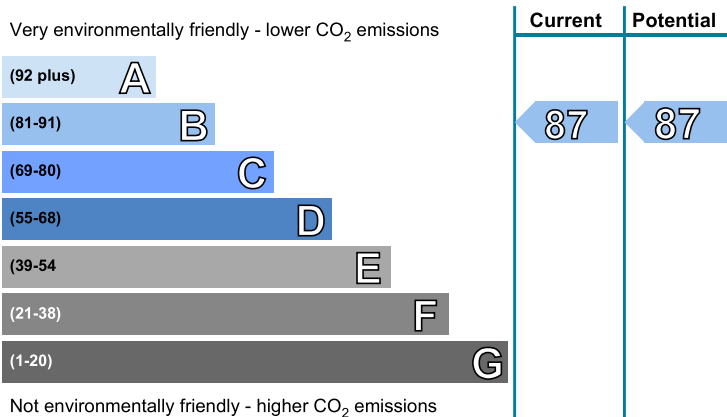 Very environmentally friendly - lower CO2 emissions
Current Potential
(92 plus) A
(81-91) B 87 87
(69-80) C
(55-68) D
(39-54 E
(21-38) F
(1-20) G
Not environmentally friendly - higher CO2 emissions